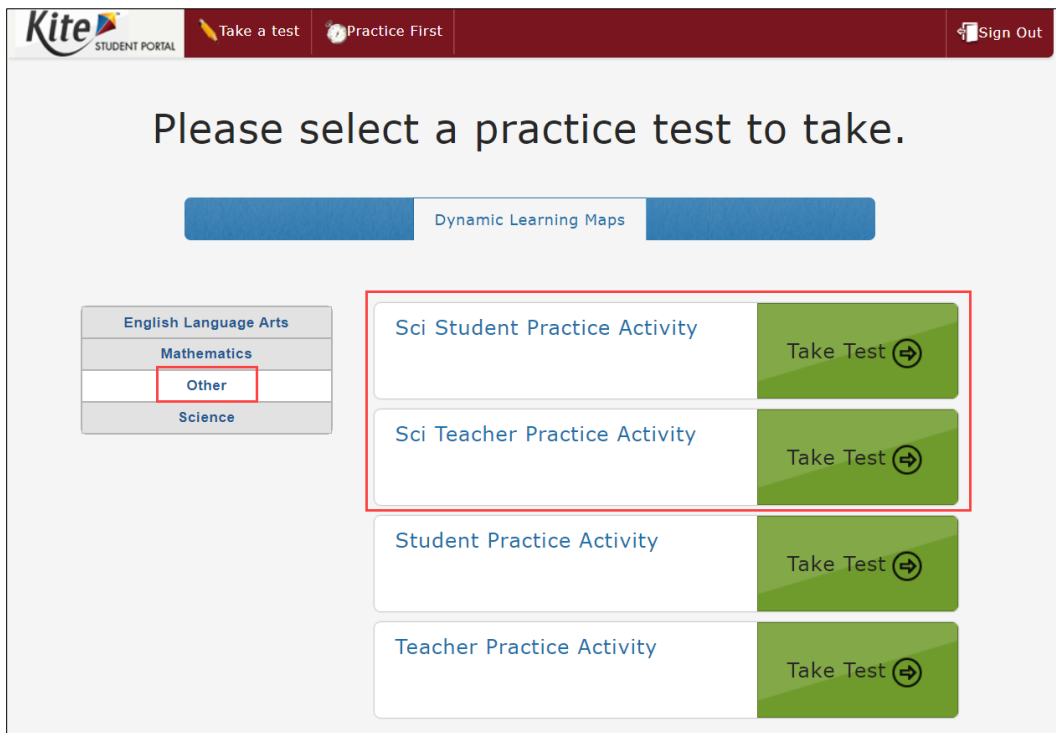 Kite STUDENT PORTAL
Take a test
Practice First
Sign Out
Please select a practice test to take.
Dynamic Learning Maps
English Language Arts
Mathematics
Other
Science
Sci Student Practice Activity
Take Test
Sci Teacher Practice Activity
Take Test
Student Practice Activity
Take Test
Teacher Practice Activity
Take Test